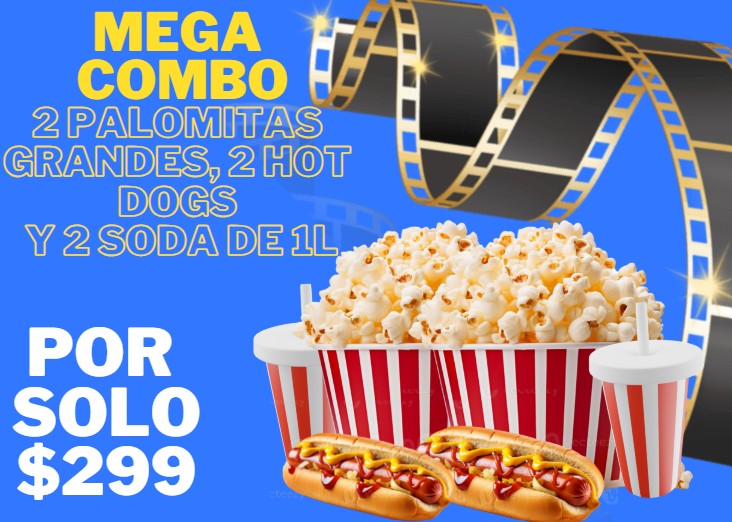 MEGA
COMBO
2 PALOMITAS
GRANDES, 2 HOT
DOGS
Y 2 SODA DE 1L
POR
SOLO
$299